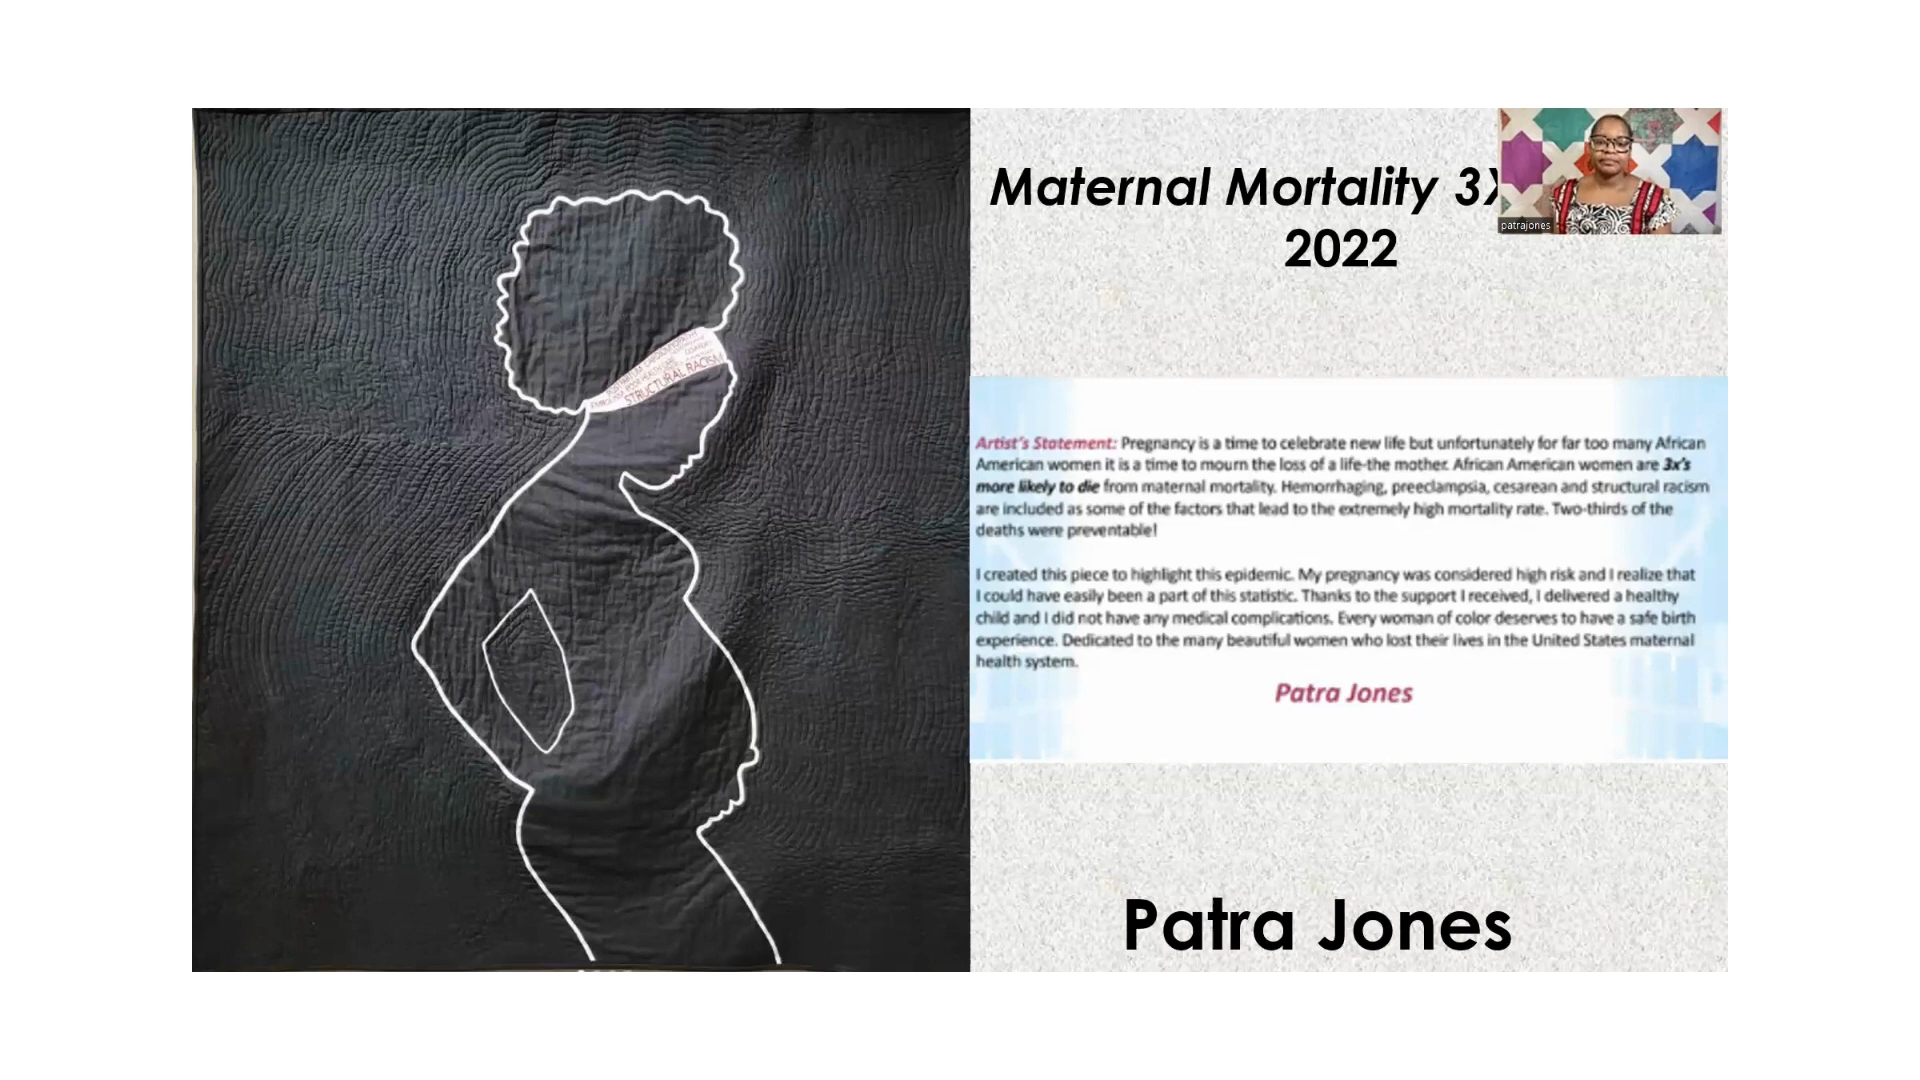 Maternal Mortality 3X
2022
patrajones
STRUCTURAL RACISM
Artist's Statement: Pregnancy is a time to celebrate new life but unfortunately for far too many African
American women it is a time to mourn the loss of a life-the mother. African American women are 3x's
more likely to die from maternal mortality. Hemorrhaging, preeclampsia, cesarean and structural racism
are included as some of the factors that lead to the extremely high mortality rate. Two-thirds of the
deaths were preventable!
I created this piece to highlight this epidemic. My pregnancy was considered high risk and I realize that
I could have easily been a part of this statistic. Thanks to the support I received, I delivered a healthy
child and I did not have any medical complications. Every woman of color deserves to have a safe birth
experience. Dedicated to the many beautiful women who lost their lives in the United States maternal
health system.
Patra Jones
Patra Jones